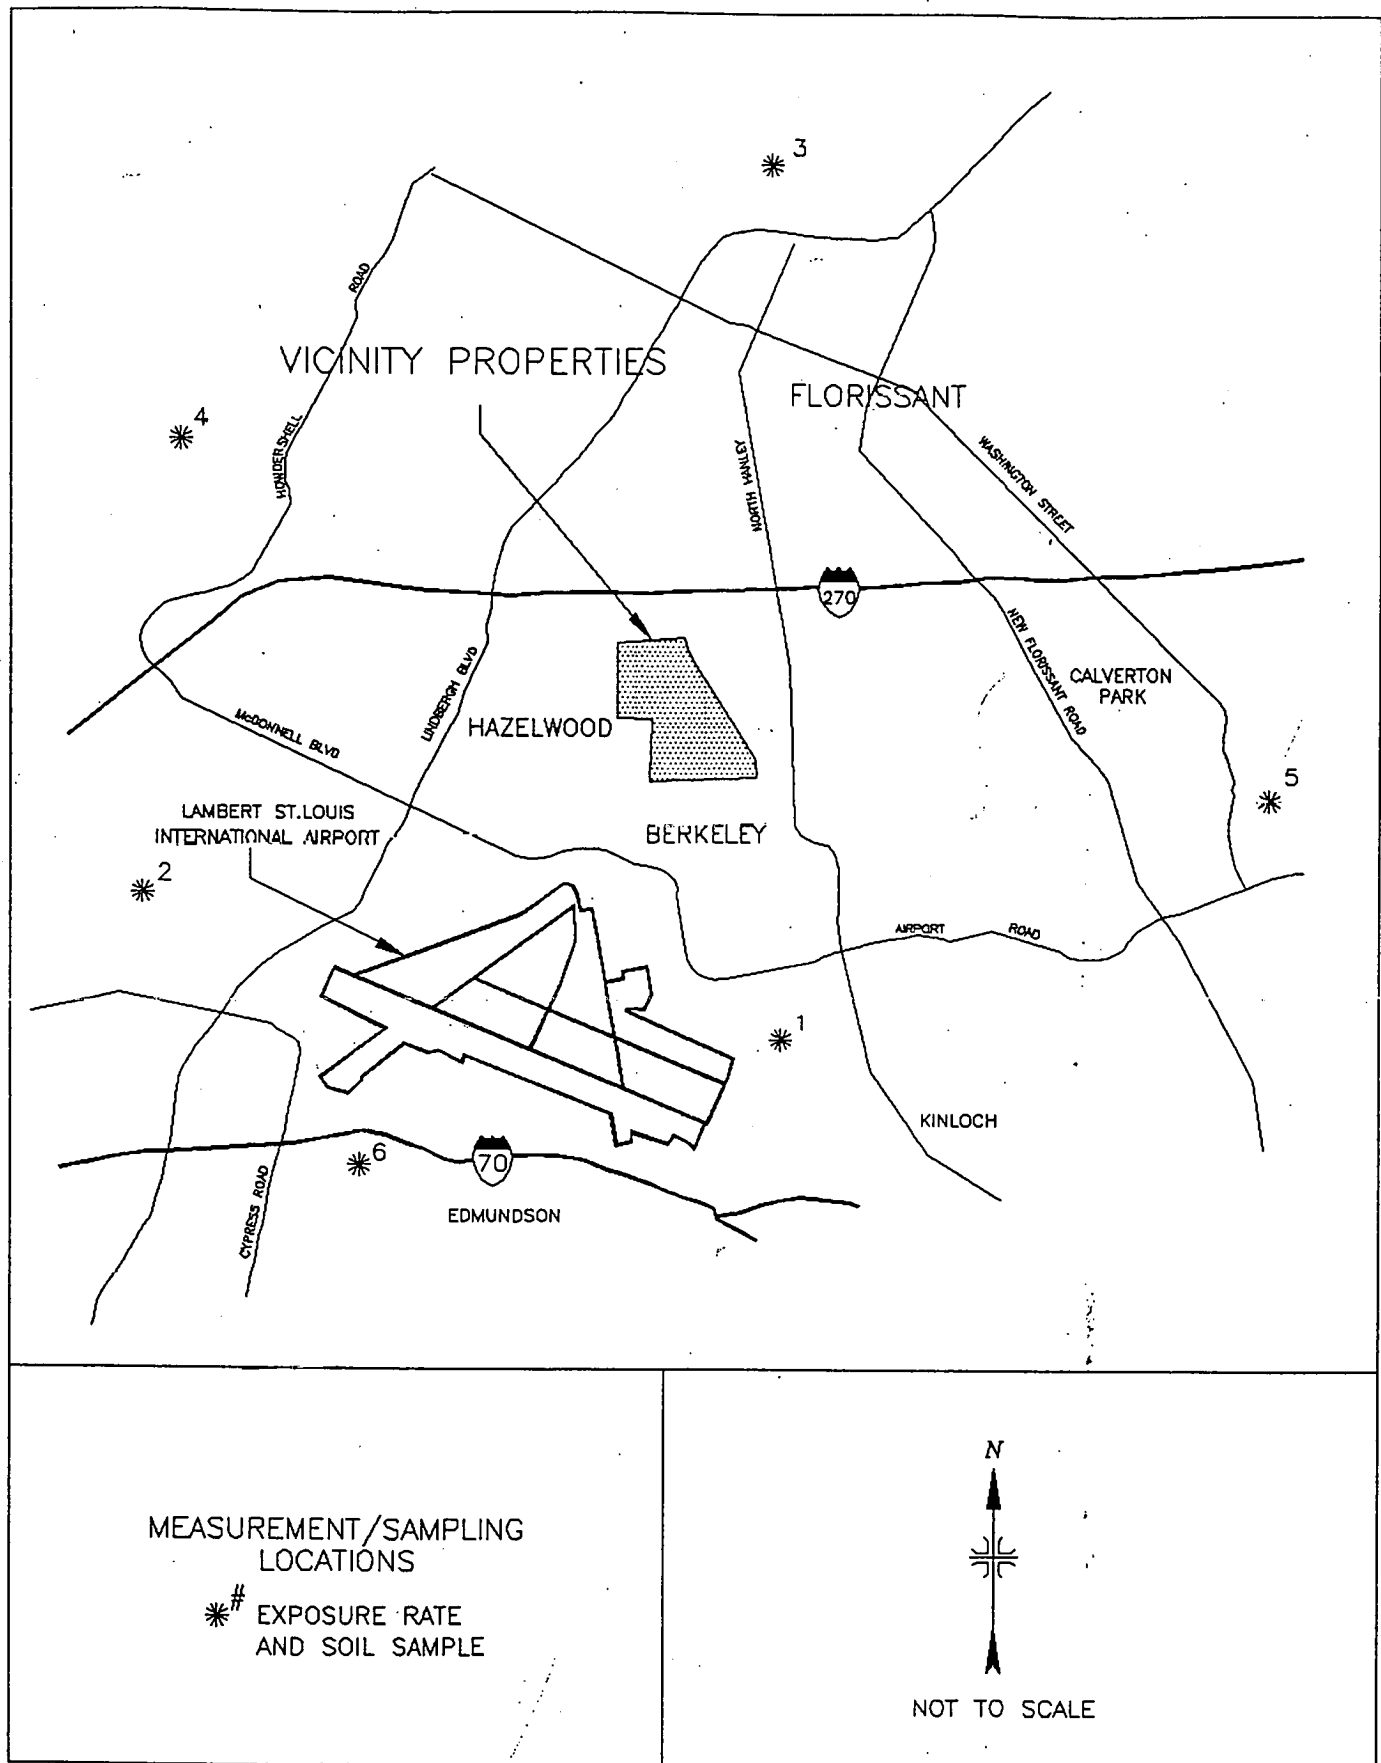 3
ROAD
VICINITY PROPERTIES
FLORISSANT
4
HOWDERSHELL
NORTH HANLEY
WASHINGTON STREET
270
NEW FLORISSANT ROAD
LINDBERGH BLVD
CALVERTON
PARK
McDONNELL BLVD
HAZELWOOD
5
LAMBERT ST.LOUIS
INTERNATIONAL AIRPORT
BERKELEY
2
AIRPORT ROAD
1
KINLOCH
6
70
CYPRESS ROAD
EDMUNDSON
N
MEASUREMENT/SAMPLING
LOCATIONS
# EXPOSURE RATE
AND SOIL SAMPLE
NOT TO SCALE